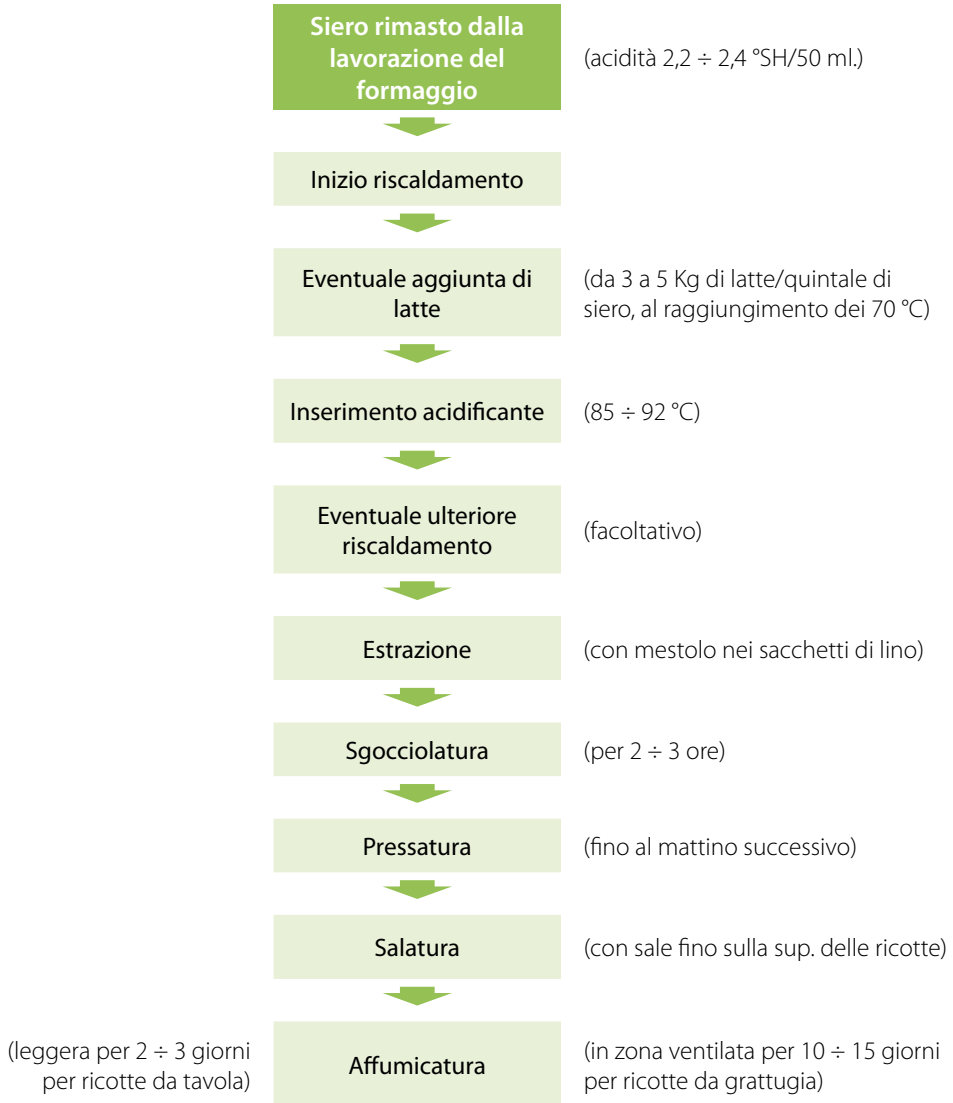 Siero rimasto dalla
lavorazione del
formaggio
(acidità 2,2 ÷ 2,4 °SH/50 ml.)
Inizio riscaldamento
Eventuale aggiunta di
latte
(da 3 a 5 Kg di latte/quintale di
siero, al raggiungimento dei 70 °C)
Inserimento acidificante
(85 ÷ 92 °C)
Eventuale ulteriore
riscaldamento
(facoltativo)
Estrazione
(con mestolo nei sacchetti di lino)
Sgocciolatura
(per 2 ÷ 3 ore)
Pressatura
(fino al mattino successivo)
Salatura
(con sale fino sulla sup. delle ricotte)
(leggera per 2 ÷ 3 giorni
per ricotte da tavola)
Affumicatura
(in zona ventilata per 10 ÷ 15 giorni
per ricotte da grattugia)